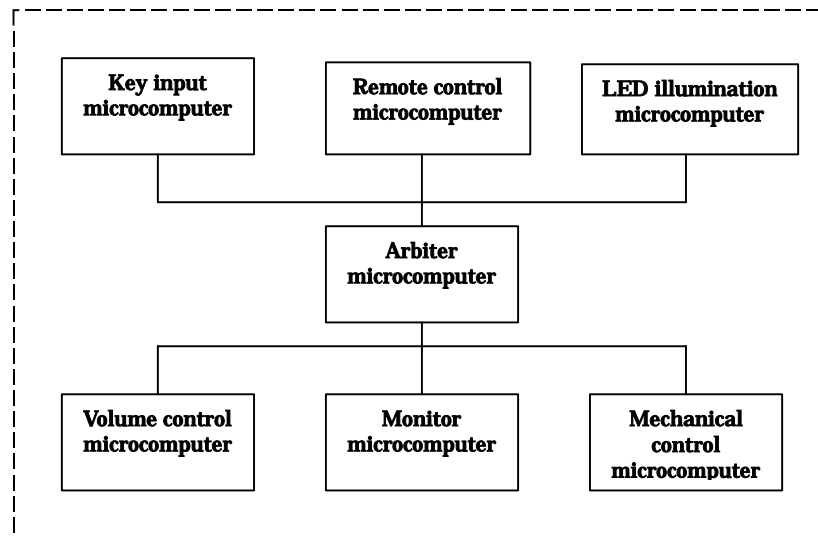 Key input
microcomputer
Remote control
microcomputer
LED illumination
microcomputer
Arbiter
microcomputer
Volume control
microcomputer
Monitor
microcomputer
Mechanical
control
microcomputer